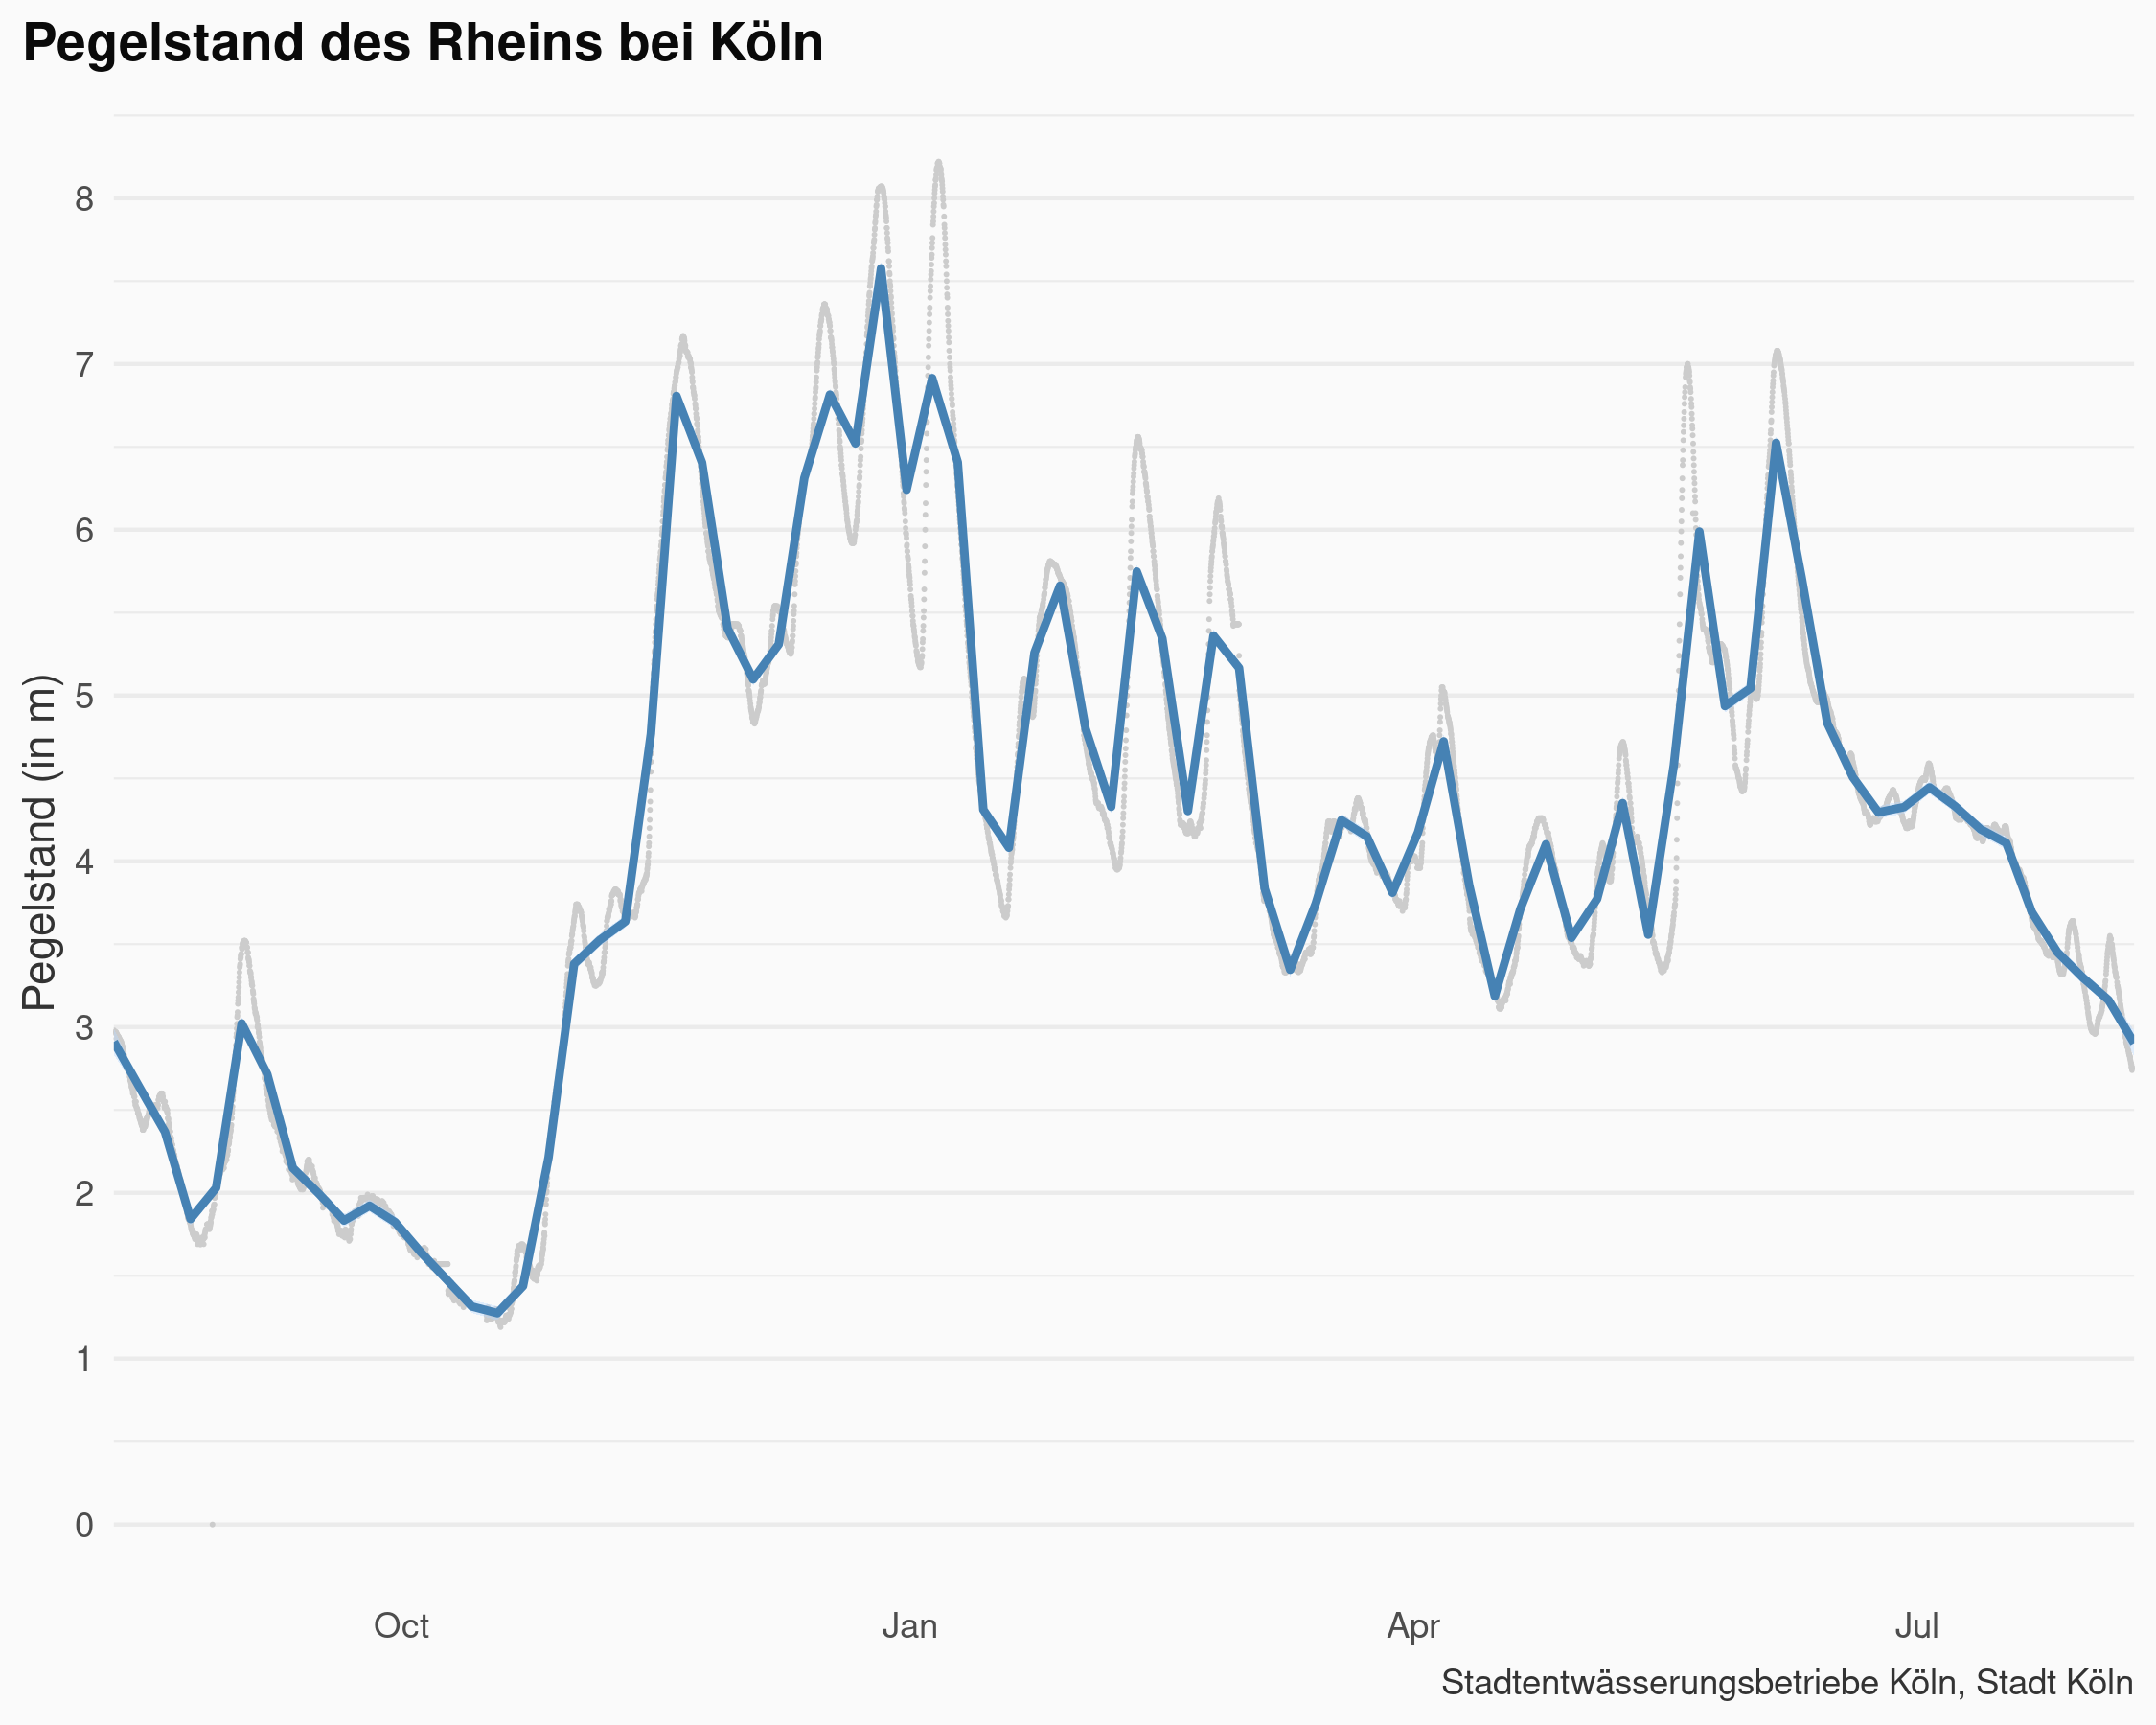 Pegelstand des Rheins bei Köln
Pegelstand (in m)
8
7
6
5
4
3
2
1
0
Oct Jan Apr Jul
Stadtentwässerungsbetriebe Köln, Stadt Köln